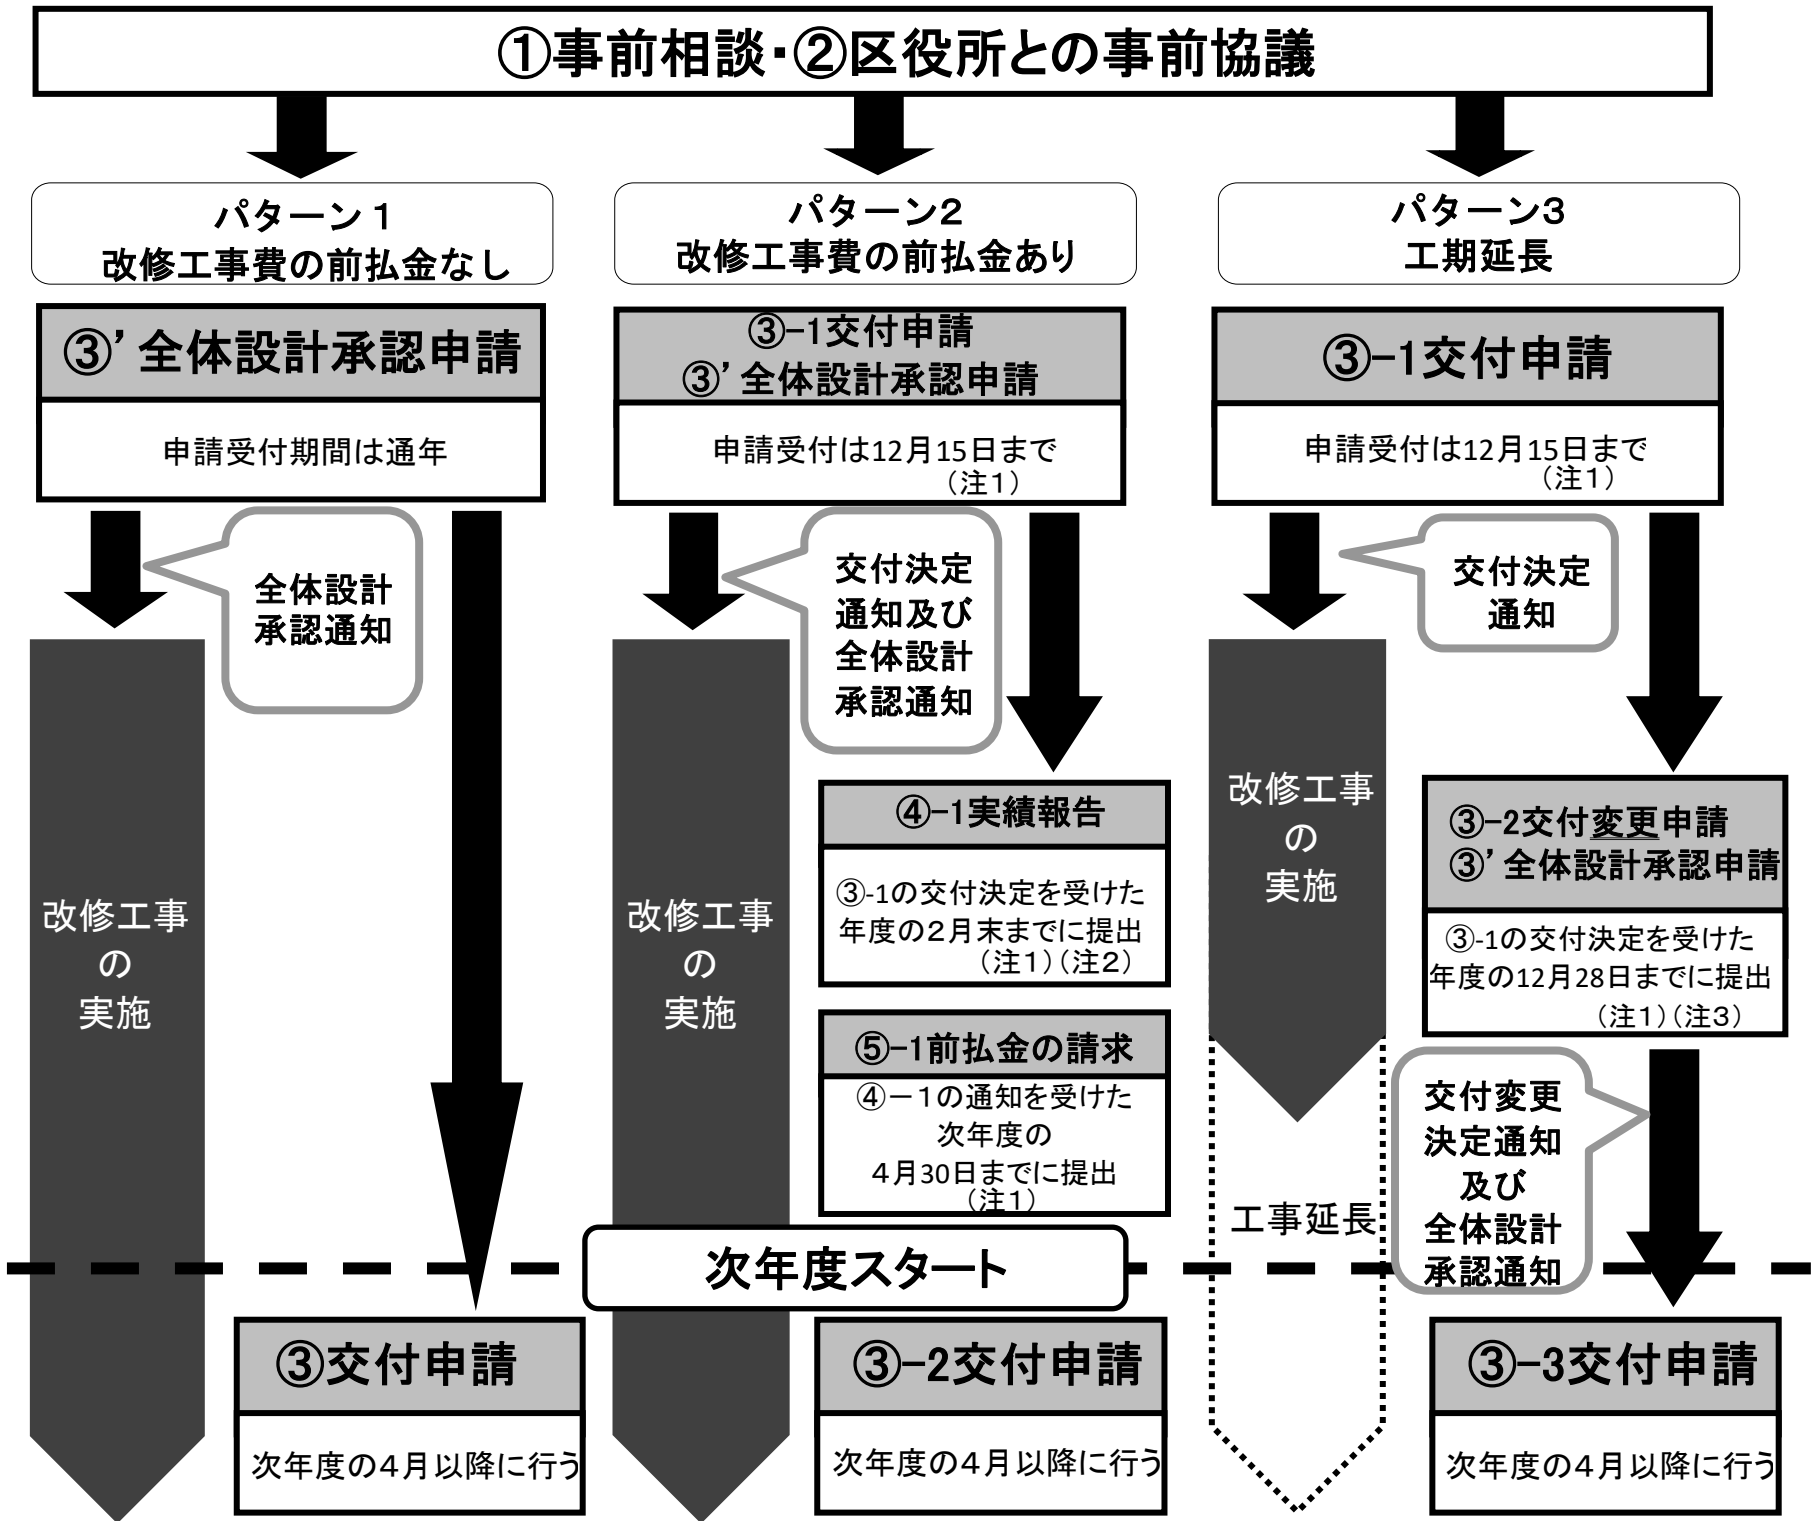 ①事前相談・②区役所との事前協議
パターン1
改修工事費の前払金なし
③’全体設計承認申請
申請受付期間は通年
全体設計
承認通知
改修工事
の
実施
③交付申請
次年度の4月以降に行う
パターン2
改修工事費の前払金あり
③-1交付申請
③’全体設計承認申請
申請受付は12月15日まで
(注1)
交付決定
通知及び
全体設計
承認通知
改修工事
の
実施
④-1実績報告
③-1の交付決定を受けた
年度の2月末までに提出
(注1)(注2)
⑤-1前払金の請求
④－1の通知を受けた
次年度の
4月30日までに提出
(注1)
次年度スタート
③-2交付申請
次年度の4月以降に行う
パターン3
工期延長
③-1交付申請
申請受付は12月15日まで
(注1)
交付決定
通知
改修工事
の
実施
③-2交付変更申請
③’全体設計承認申請
③-1の交付決定を受けた
年度の12月28日までに提出
(注1)(注3)
交付変更
決定通知
及び
全体設計
承認通知
工事延長
③-3交付申請
次年度の4月以降に行う